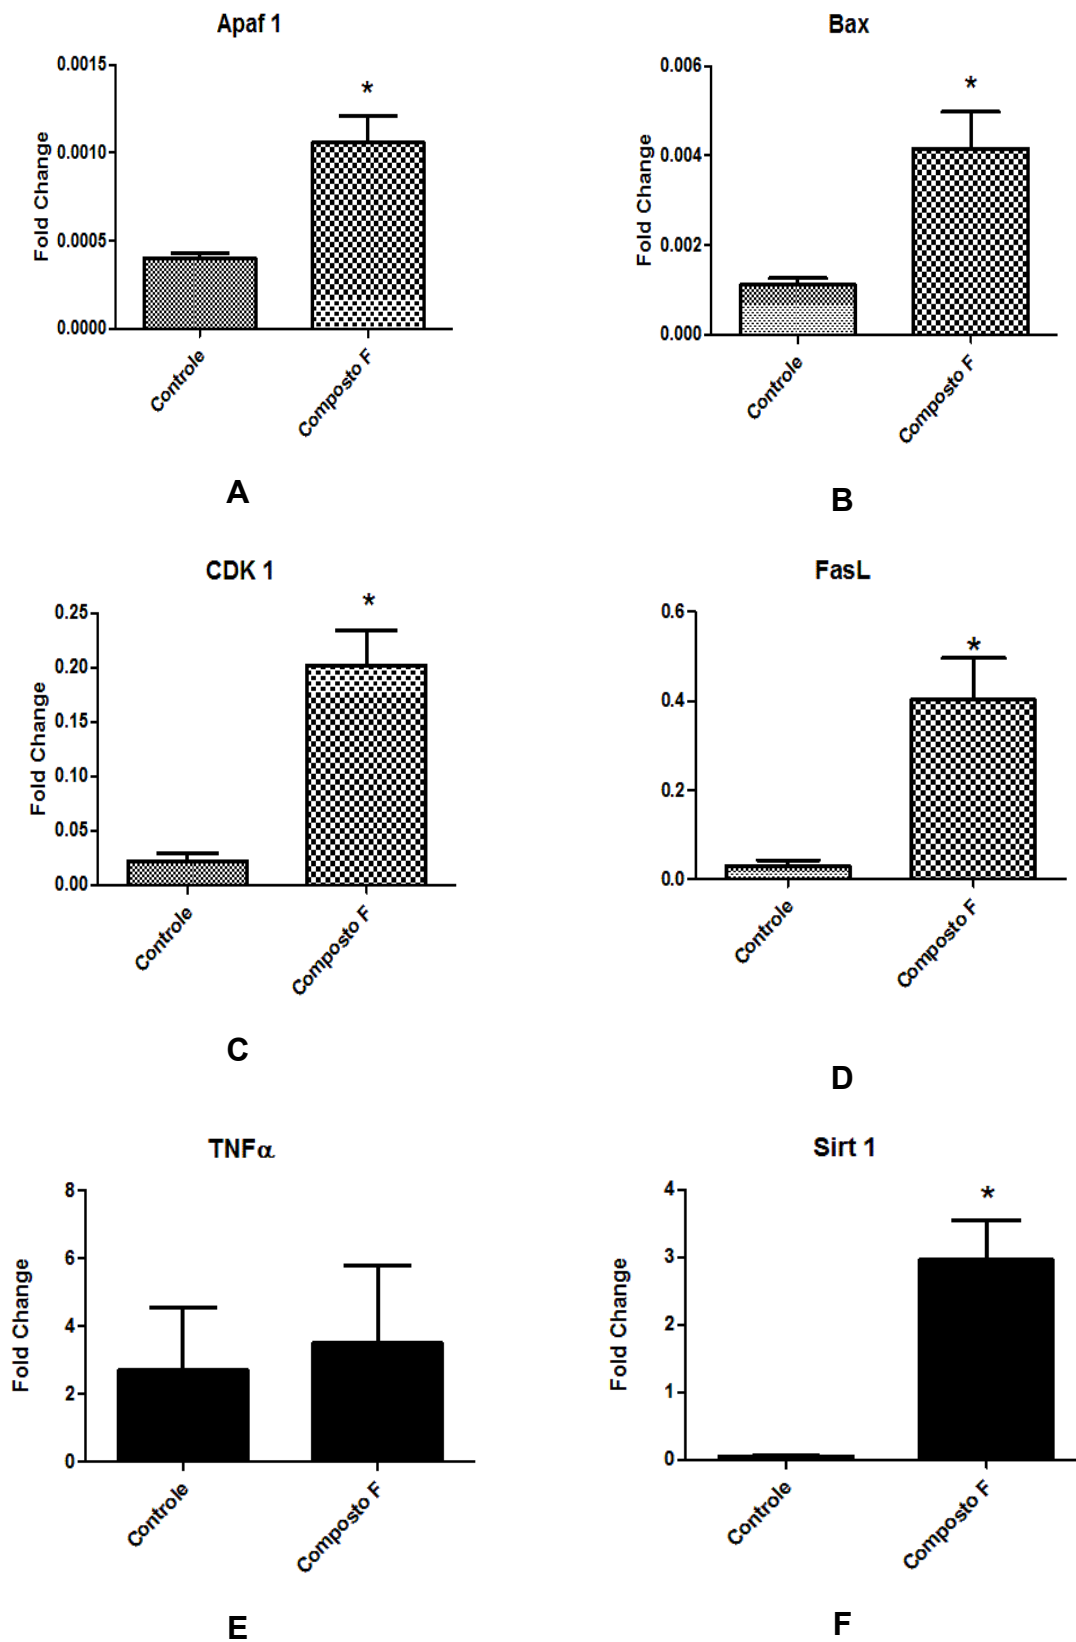 Apaf 1
0.0015
0.0010
0.0005
0.0000
Fold Change
*
Controle
Composto F
A
Bax
0.006
0.004
0.002
0.000
Fold Change
*
Controle
Composto F
B
CDK 1
0.25
0.20
0.15
0.10
0.05
0.00
Fold Change
*
Controle
Composto F
C
FasL
0.6
0.4
0.2
0.0
*
Controle
Composto F
D
TNFα
8
6
4
2
0
Fold Change
Controle
Composto F
E
Sirt 1
4
3
2
1
0
Fold Change
*
Controle
Composto F
F